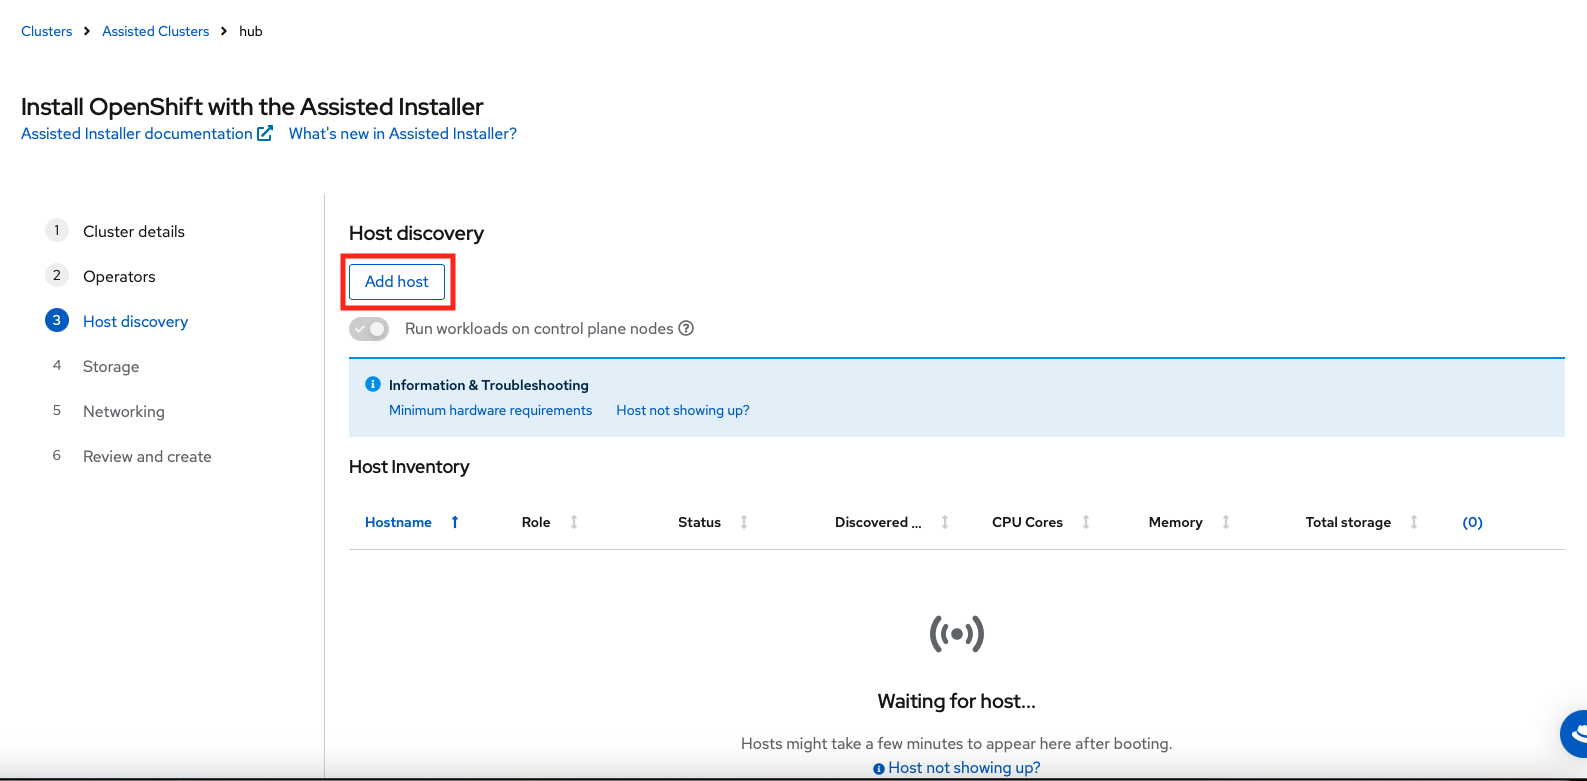 Clusters > Assisted Clusters > hub
Install OpenShift with the Assisted Installer
Assisted Installer documentation What's new in Assisted Installer?
1 Cluster details
2 Operators
3 Host discovery
4 Storage
5 Networking
6 Review and create
Host discovery
Add host
Run workloads on control plane nodes
Information & Troubleshooting
Minimum hardware requirements Host not showing up?
Host Inventory
Hostname Role Status Discovered ... CPU Cores Memory Total storage (0)
Waiting for host...
Hosts might take a few minutes to appear here after booting.
Host not showing up?